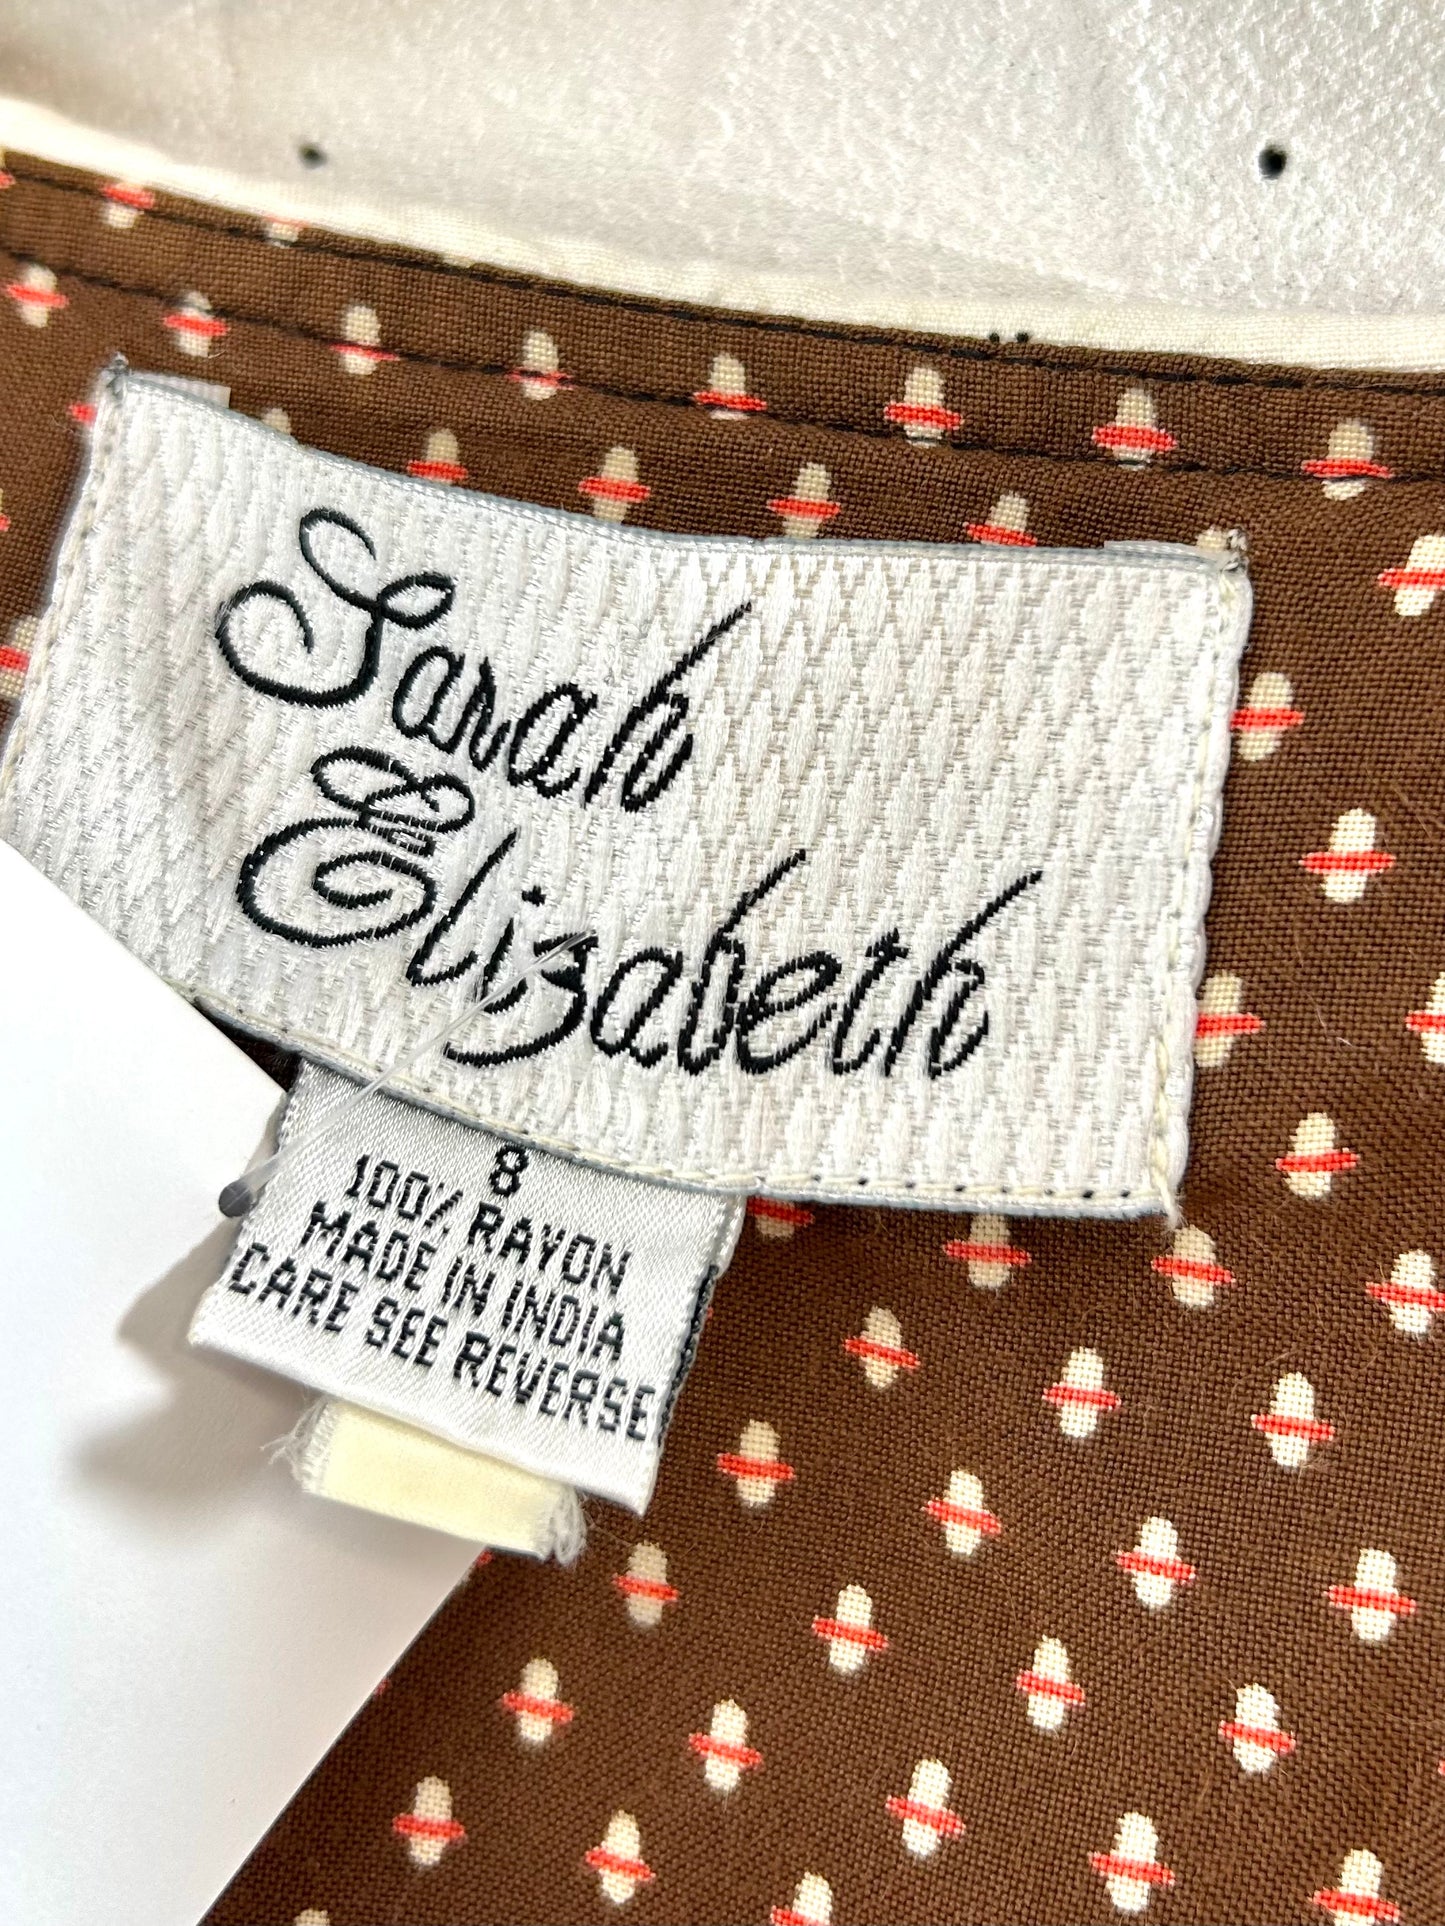 Sarah
Elizabeth
8
100% RAYON
MADE IN INDIA
CARE SEE REVERSE